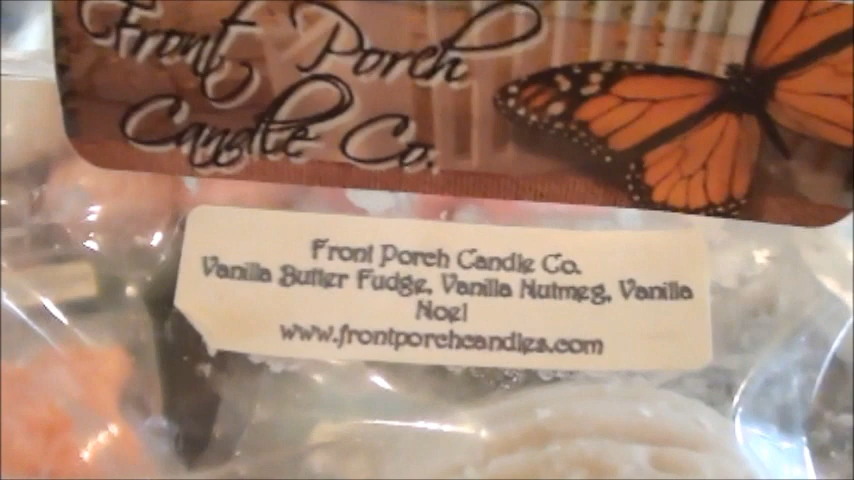 Front Porch
Candle Co.
Front Porch Candle Co.
Vanilla Butter Fudge, Vanilla Nutmeg, Vanilla
Noel
www.frontporchcandles.com